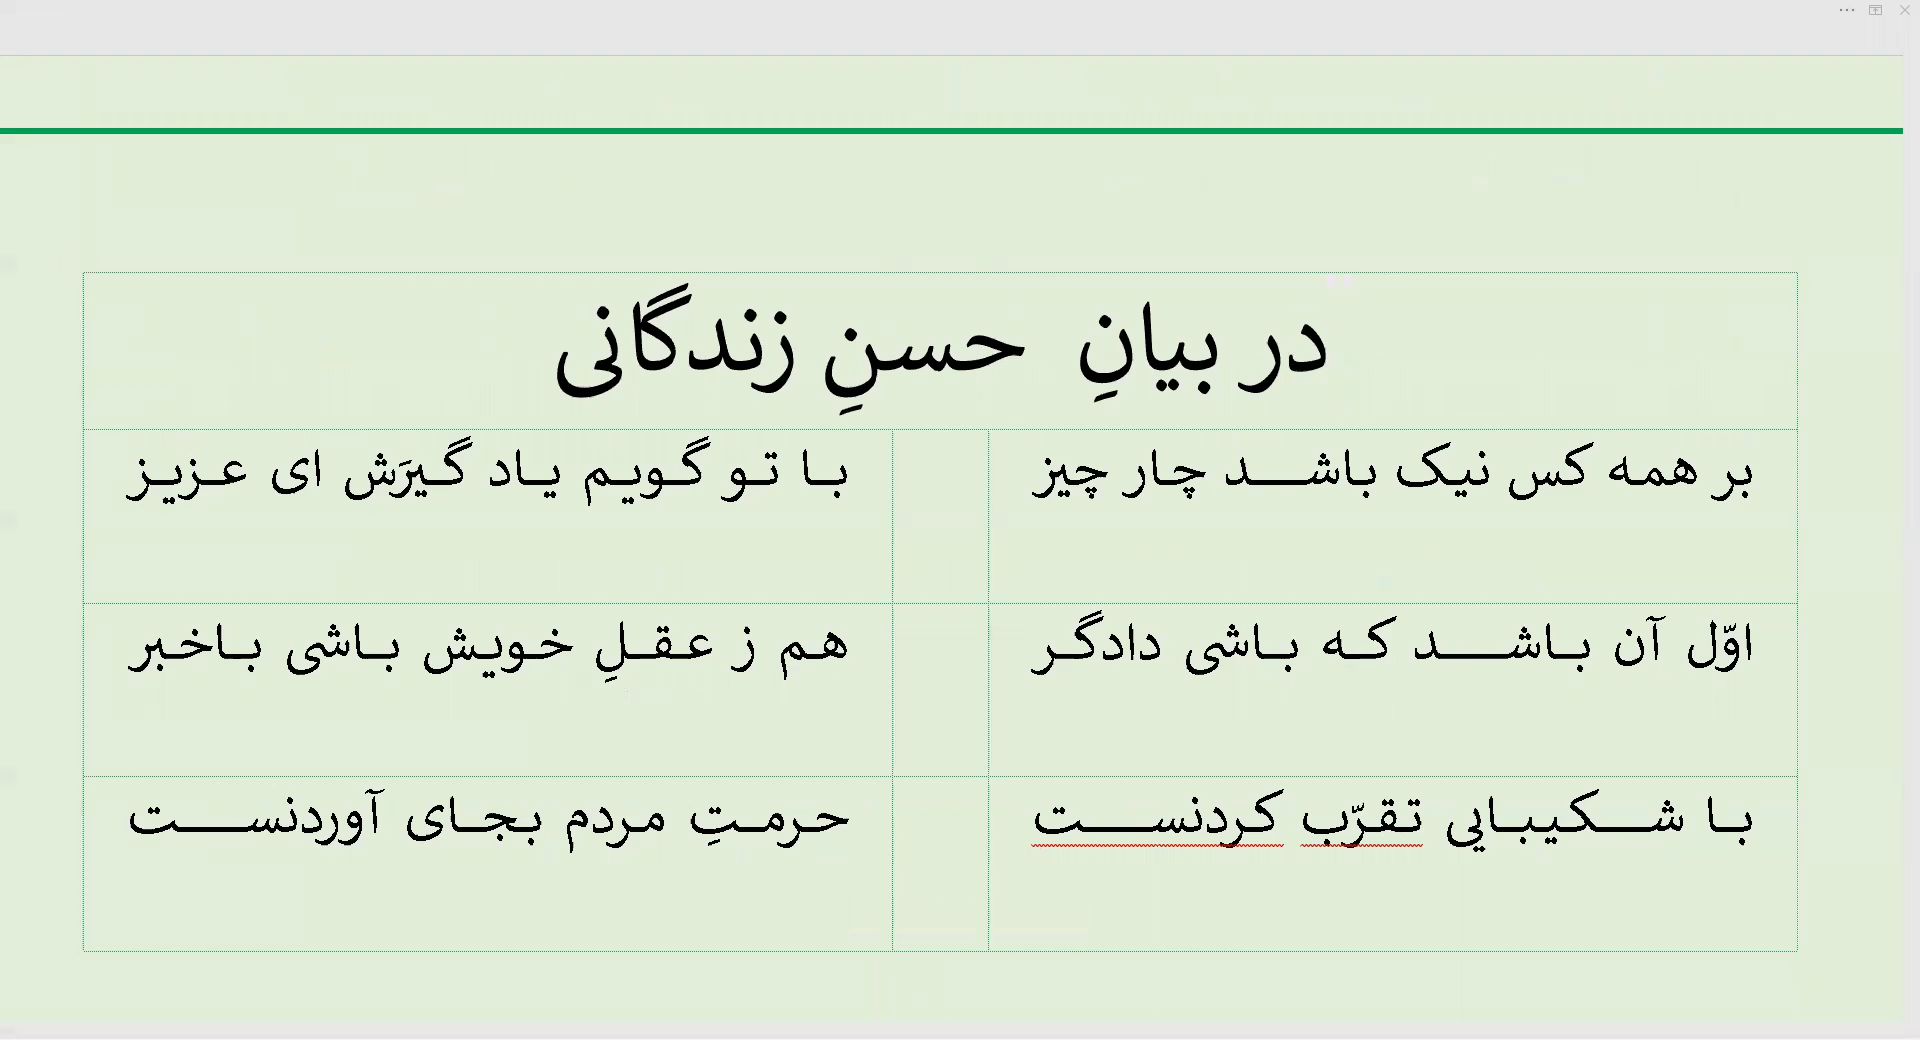 در بیانِ حسنِ زندگانی
بر همه کس نیک باشد چار چیز
با تو گویم یاد گیرَش ای عزیز
اوّل آن باشد که باشی دادگر
هم ز عقلِ خویش باشی باخبر
با شکیبایی تقرّب کردنست
حرمتِ مردم بجای آوردنست